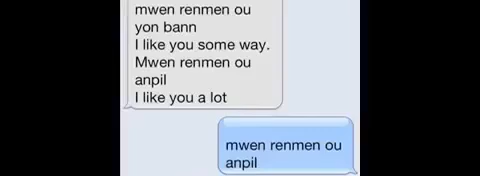 mwen renmen ou
yon bann
I like you some way.
Mwen renmen ou
anpil
I like you a lot
mwen renmen ou
anpil